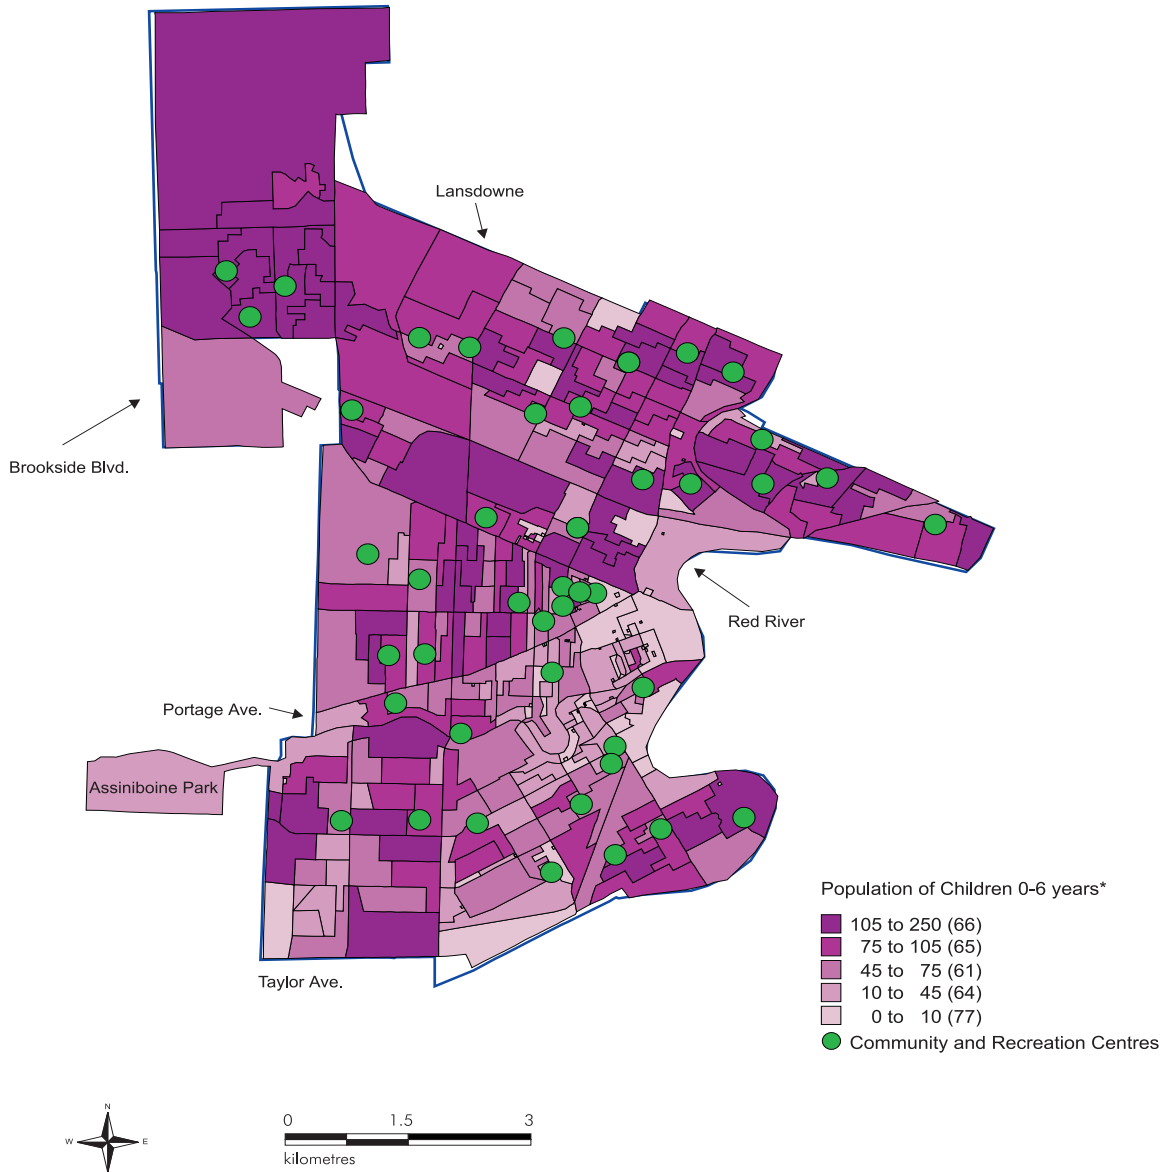 Lansdowne
Brookside Blvd.
Red River
Portage Ave.
Assiniboine Park
Taylor Ave.
Population of Children 0-6 years*
105 to 250 (66)
75 to 105 (65)
45 to 75 (61)
10 to 45 (64)
0 to 10 (77)
Community and Recreation Centres
N
W E
S
0 1.5 3
kilometres